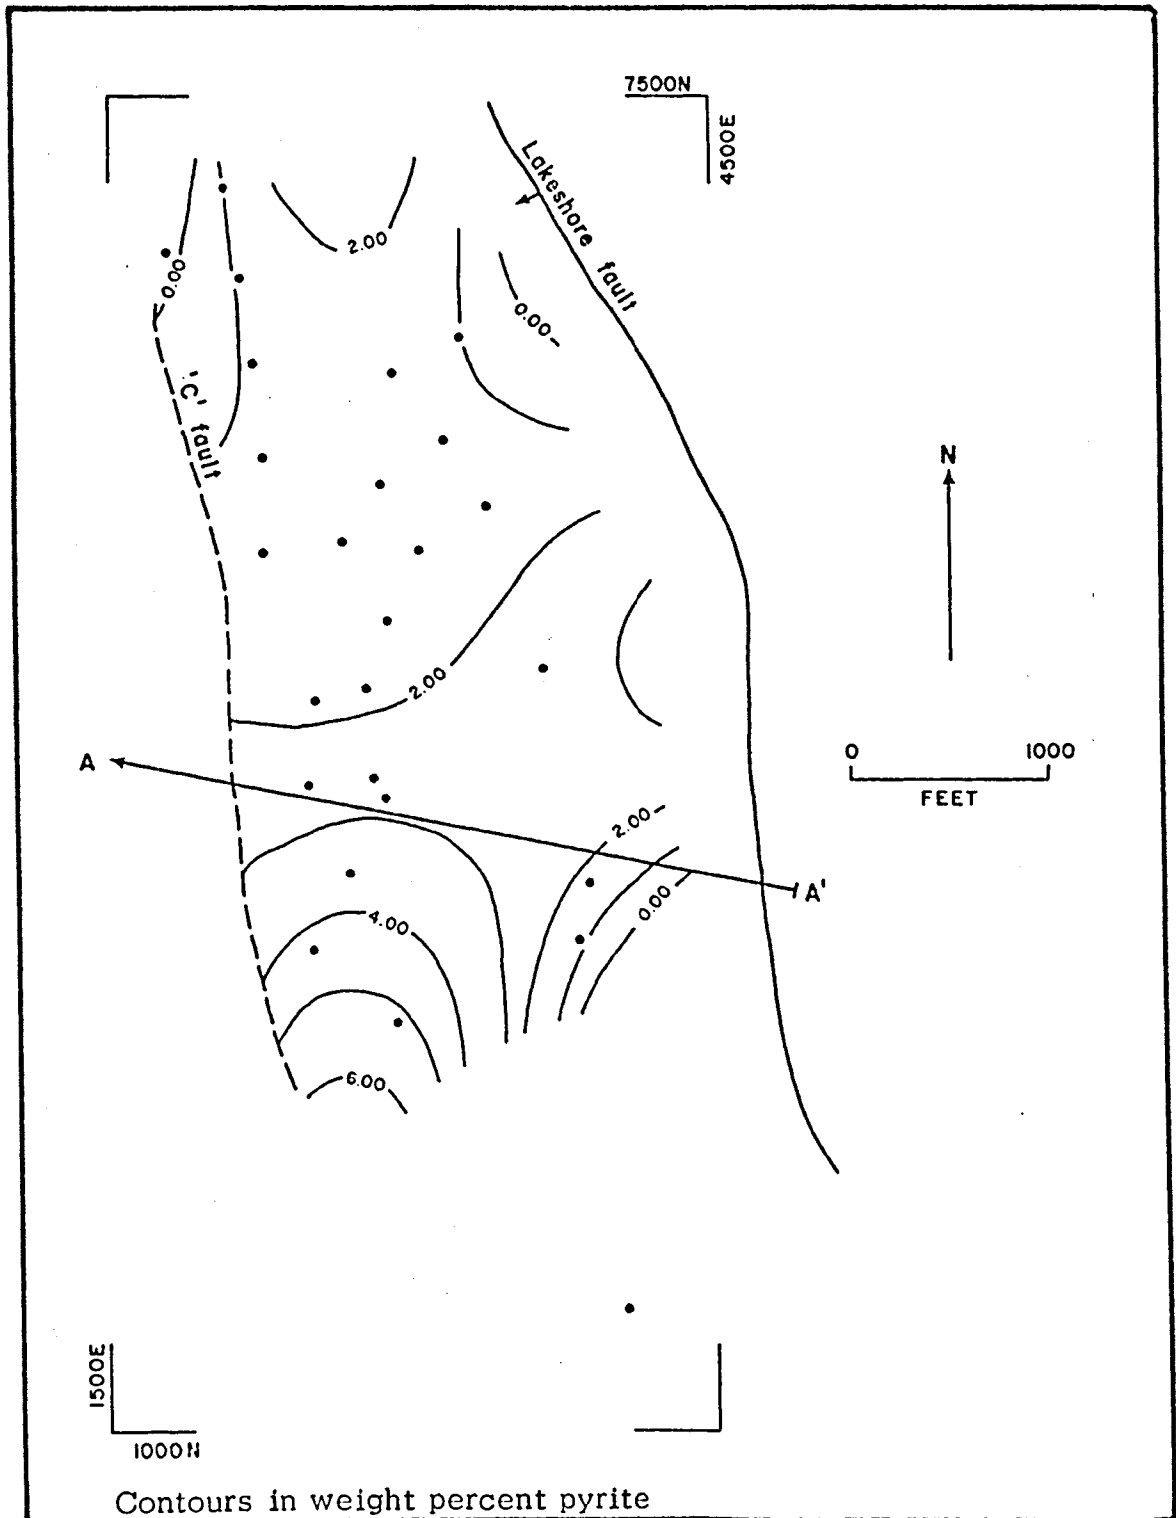 7500N
4500E
Lakeshore fault
2.00
0.00
0.00
'C' fault
N
2.00
A
0 1000
FEET
2.00
A'
0.00
4.00
6.00
1500E
1000N
Contours in weight percent pyrite